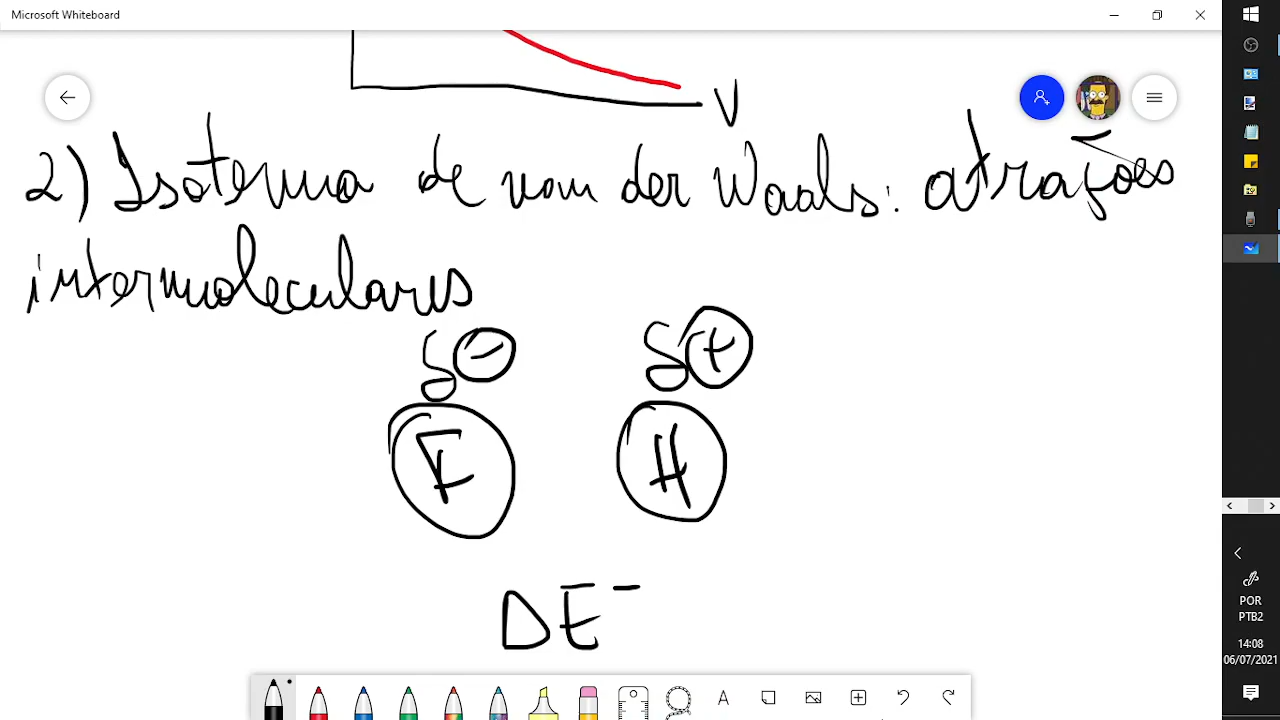 Microsoft Whiteboard
V
2) Isoterma de van der Waals: atrações
intermoleculares
δ- δ+
F H
DE-
A
POR
PTB2
14:08
06/07/2021